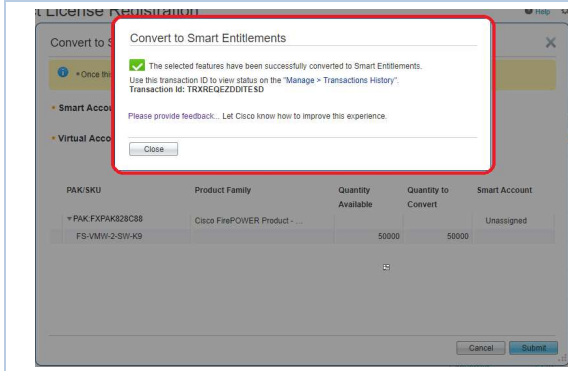 License Registration
Help
Convert to S
Convert to Smart Entitlements
Once this
The selected features have been successfully converted to Smart Entitlements.
Use this transaction ID to view status on the "Manage > Transactions History".
Transaction Id: TRXREQEZDDITESD
Smart Accou
Please provide feedback... Let Cisco know how to improve this experience.
Virtual Acco
Close
PAK/SKU Product Family Quantity Available Quantity to Convert Smart Account
PAK:FXPAK828C88 Cisco FirePOWER Product - ... Unassigned
FS-VMW-2-SW-K9 50000 50000
Cancel Submit